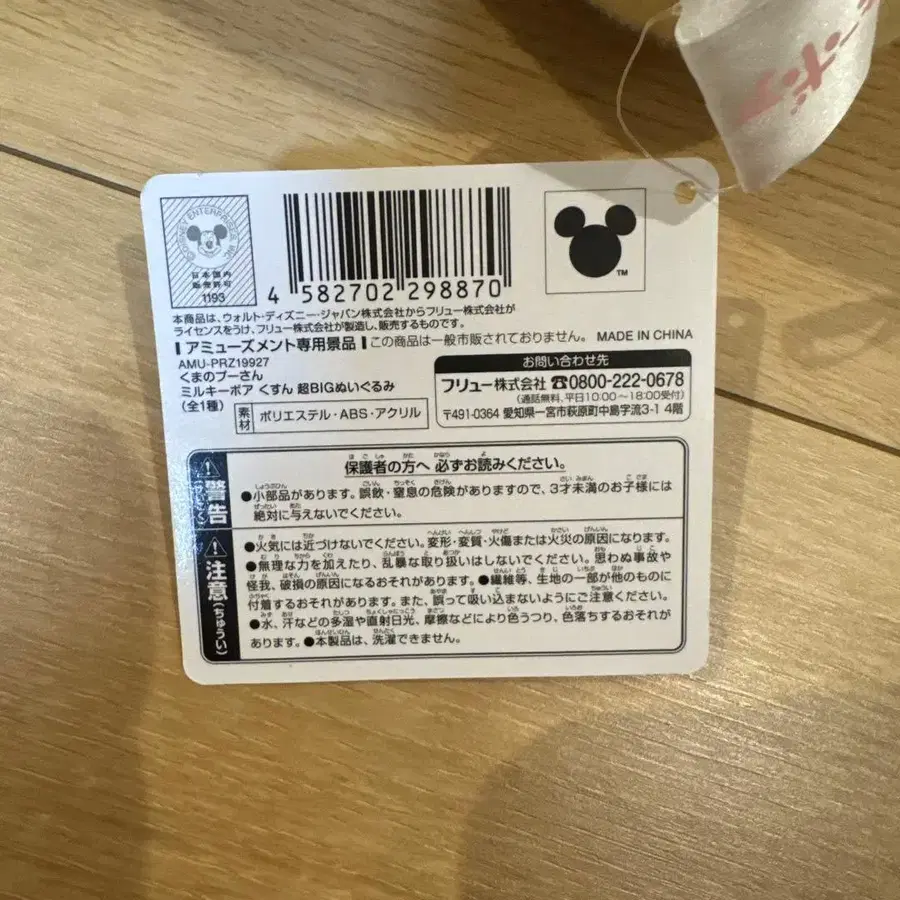 ーボア
DISNEY ENTERPRISES, INC.
日本国内
販売許可
1193
4 582702 298870
TM
本商品は、ウォルト・ディズニー・ジャパン株式会社からフリュー株式会社が
ライセンスをうけ、フリュー株式会社が製造し、販売するものです。
アミューズメント専用景品
この商品は一般市販されておりません。 MADE IN CHINA
AMU-PRZ19927
くまのプーさん
ミルキーボア くすん 超BIGぬいぐるみ
(全1種)
素材
ポリエステル・ABS・アクリル
お問い合わせ先
フリュー株式会社 ☎0800-222-0678
(通話無料、平日10:00~18:00受付)
〒491-0364 愛知県一宮市萩原町中島字流3-1 4階
警告
(けいこく)
保護者の方へ 必ずお読みください。
●小部品があります。誤飲・窒息の危険がありますので、3才未満のお子様には
絶対に与えないでください。
注意(ちゅうい)
●火気には近づけないでください。変形・変質・火傷または火災の原因になります。
●無理な力を加えたり、乱暴な取り扱いはしないでください。思わぬ事故や
怪我、破損の原因になるおそれがあります。●繊維等、生地の一部が他のものに
付着するおそれがあります。また、誤って吸い込まないようにご注意ください。
●水、汗などの多湿や直射日光、摩擦などにより色うつり、色落ちするおそれが
あります。●本製品は、洗濯できません。